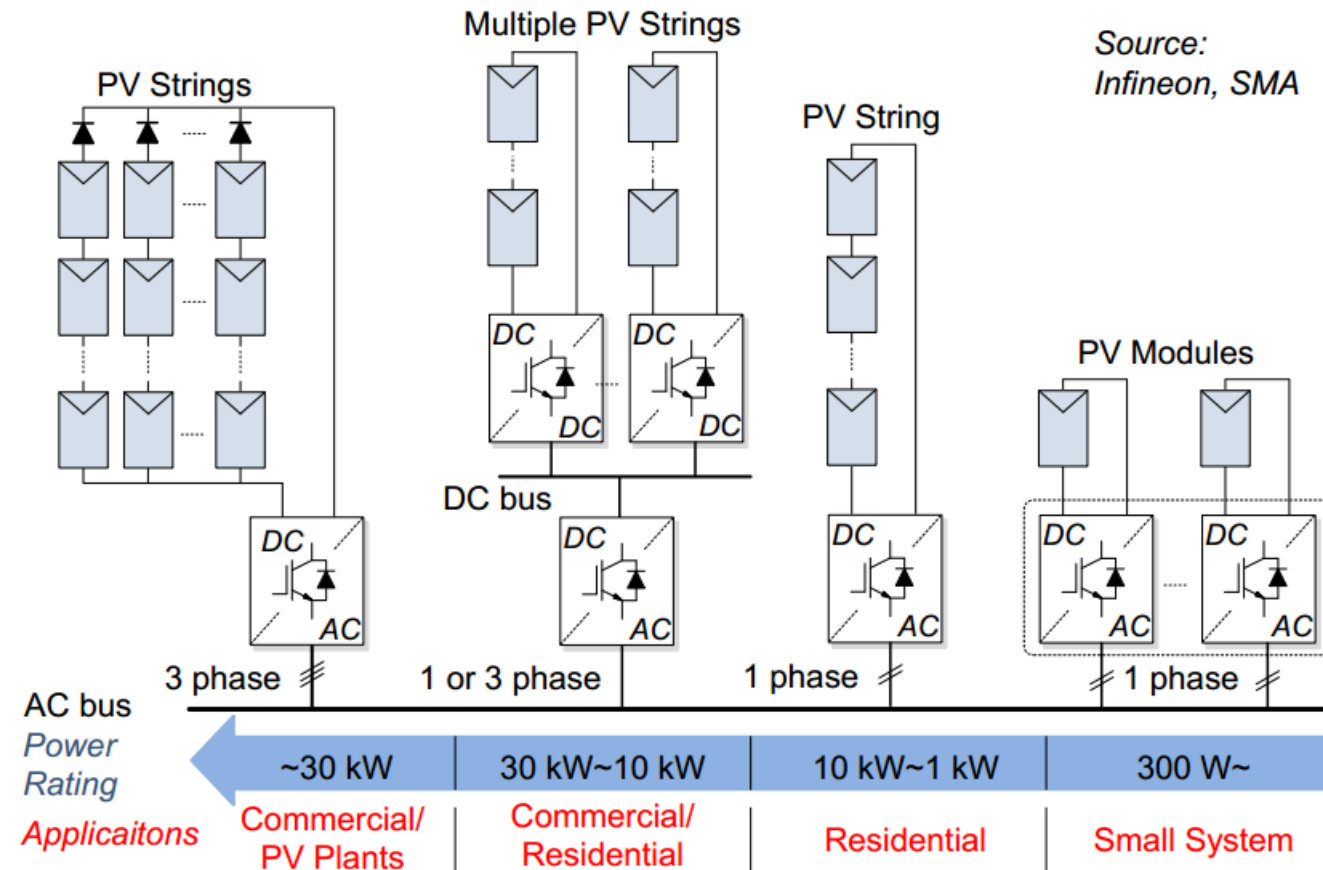 Multiple PV Strings
Source:
Infineon, SMA
PV Strings
PV String
PV Modules
DC
DC
DC
DC
DC bus
DC
AC
DC
AC
DC
AC
DC
AC
DC
AC
3 phase
1 or 3 phase
1 phase
1 phase
AC bus
Power
Rating
~30 kW
30 kW~10 kW
10 kW~1 kW
300 W~
Applicaitons
Commercial/
PV Plants
Commercial/
Residential
Residential
Small System